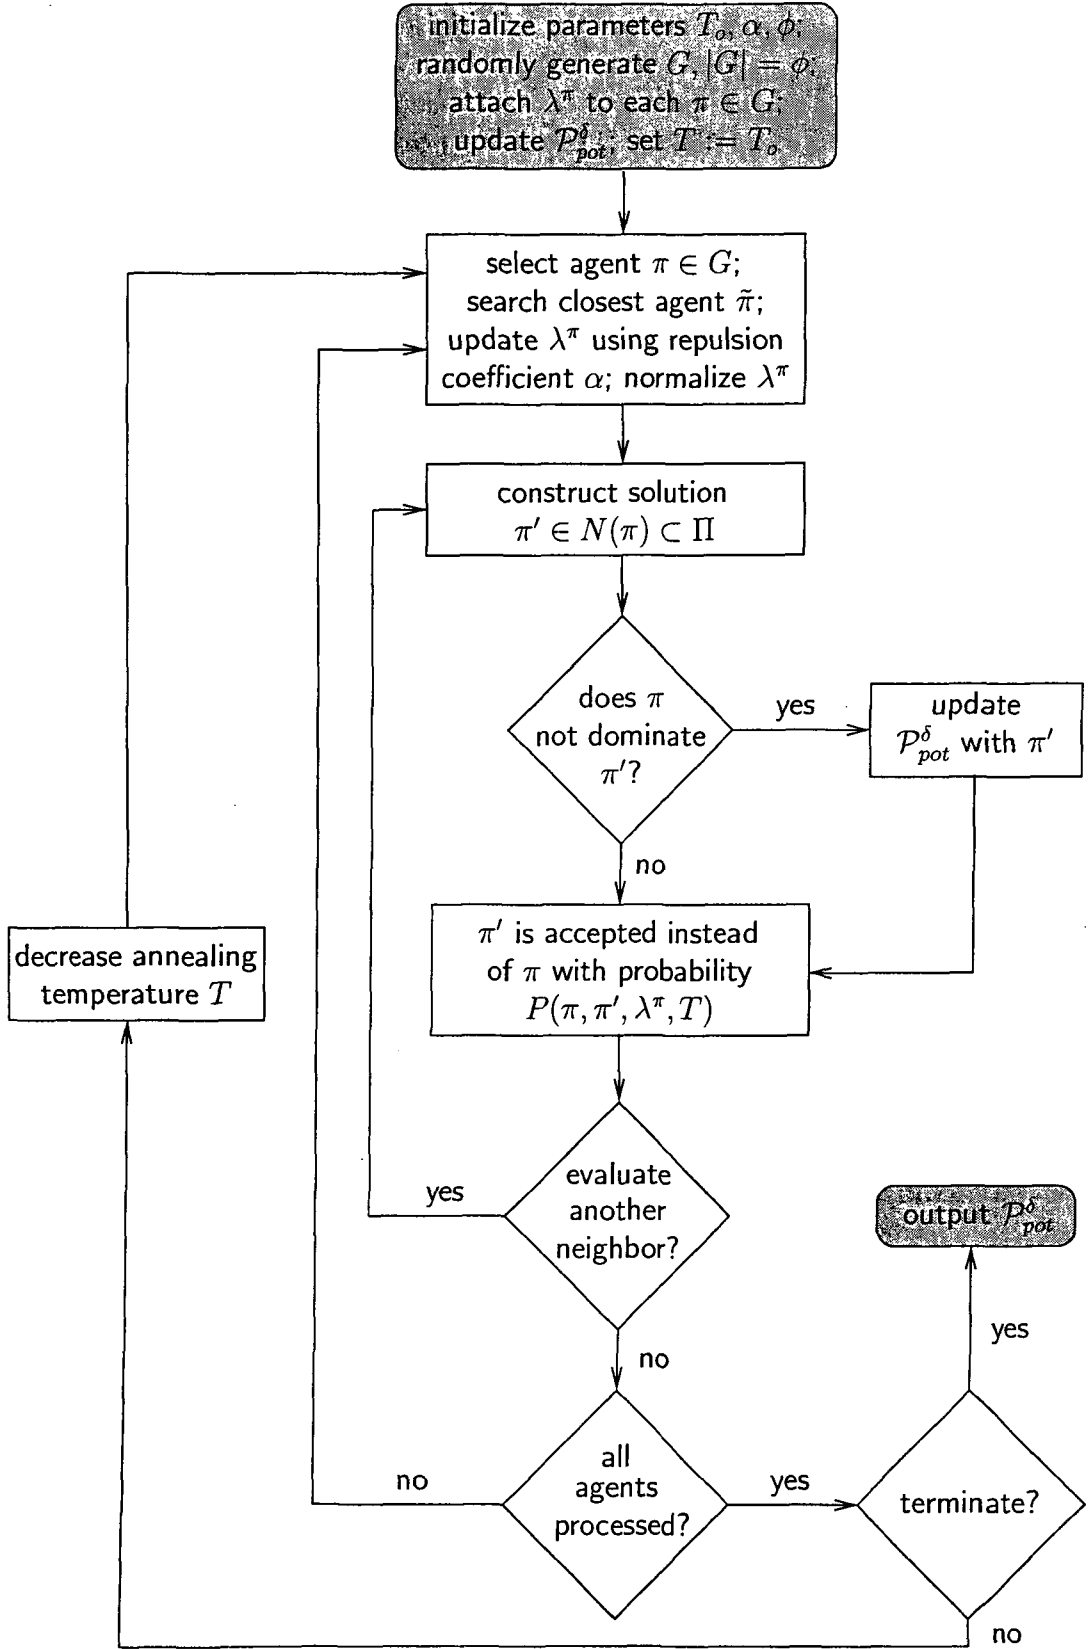 initialize parameters T_o, α, φ;
randomly generate G, |G| = φ;
attach λ^π to each π ∈ G;
update 𝒫^δ_pot; set T := T_o
select agent π ∈ G;
search closest agent π̃;
update λ^π using repulsion
coefficient α; normalize λ^π
construct solution
π′ ∈ N(π) ⊂ Π
does π
not dominate
π′?
yes
update
𝒫^δ_pot with π′
no
π′ is accepted instead
of π with probability
P(π, π′, λ^π, T)
decrease annealing
temperature T
evaluate
another
neighbor?
yes
output 𝒫^δ_pot
yes
no
all
agents
processed?
no
yes
terminate?
no